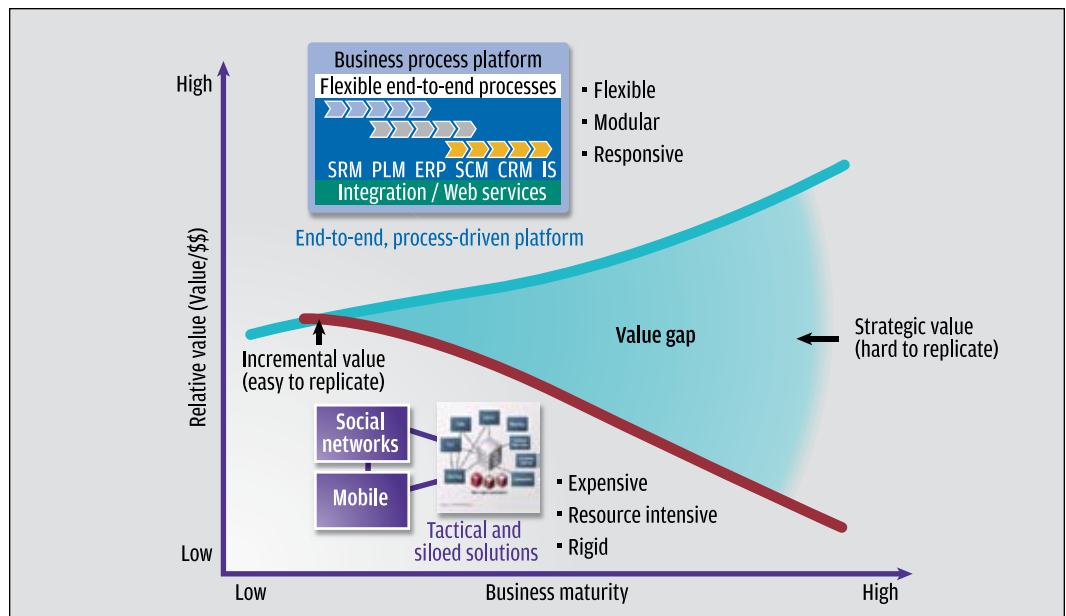 High
Relative value (Value/$$)
Low
Business process platform
Flexible end-to-end processes
SRM PLM ERP SCM CRM IS
Integration / Web services
End-to-end, process-driven platform
▪ Flexible
▪ Modular
▪ Responsive
Incremental value
(easy to replicate)
Value gap
Strategic value
(hard to replicate)
Social
networks
Mobile
Tactical and
siloed solutions
▪ Expensive
▪ Resource intensive
▪ Rigid
Low
Business maturity
High